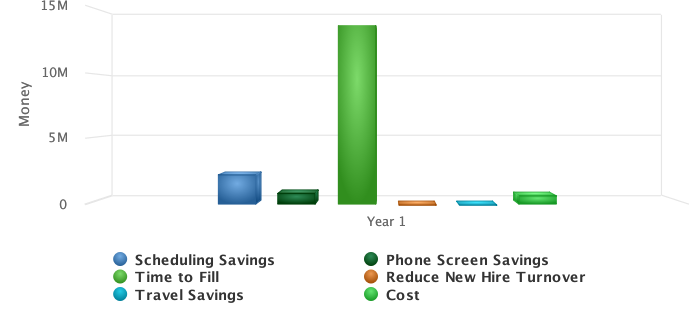 15M
10M
5M
0
Money
Year 1
Scheduling Savings
Phone Screen Savings
Time to Fill
Reduce New Hire Turnover
Travel Savings
Cost